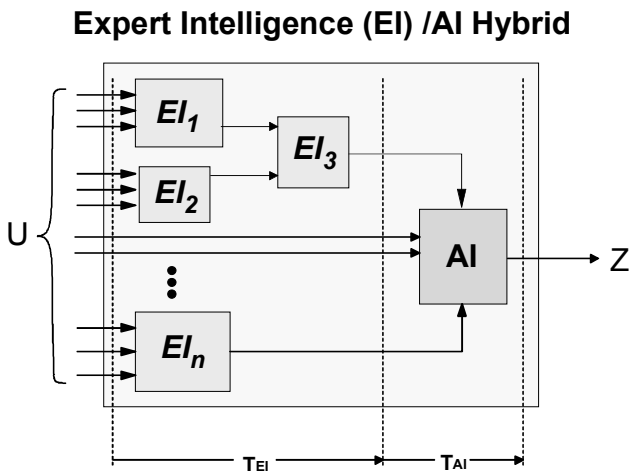 Expert Intelligence (EI) /AI Hybrid
EI1
EI3
EI2
U
AI
Z
EIn
TEI
TAI